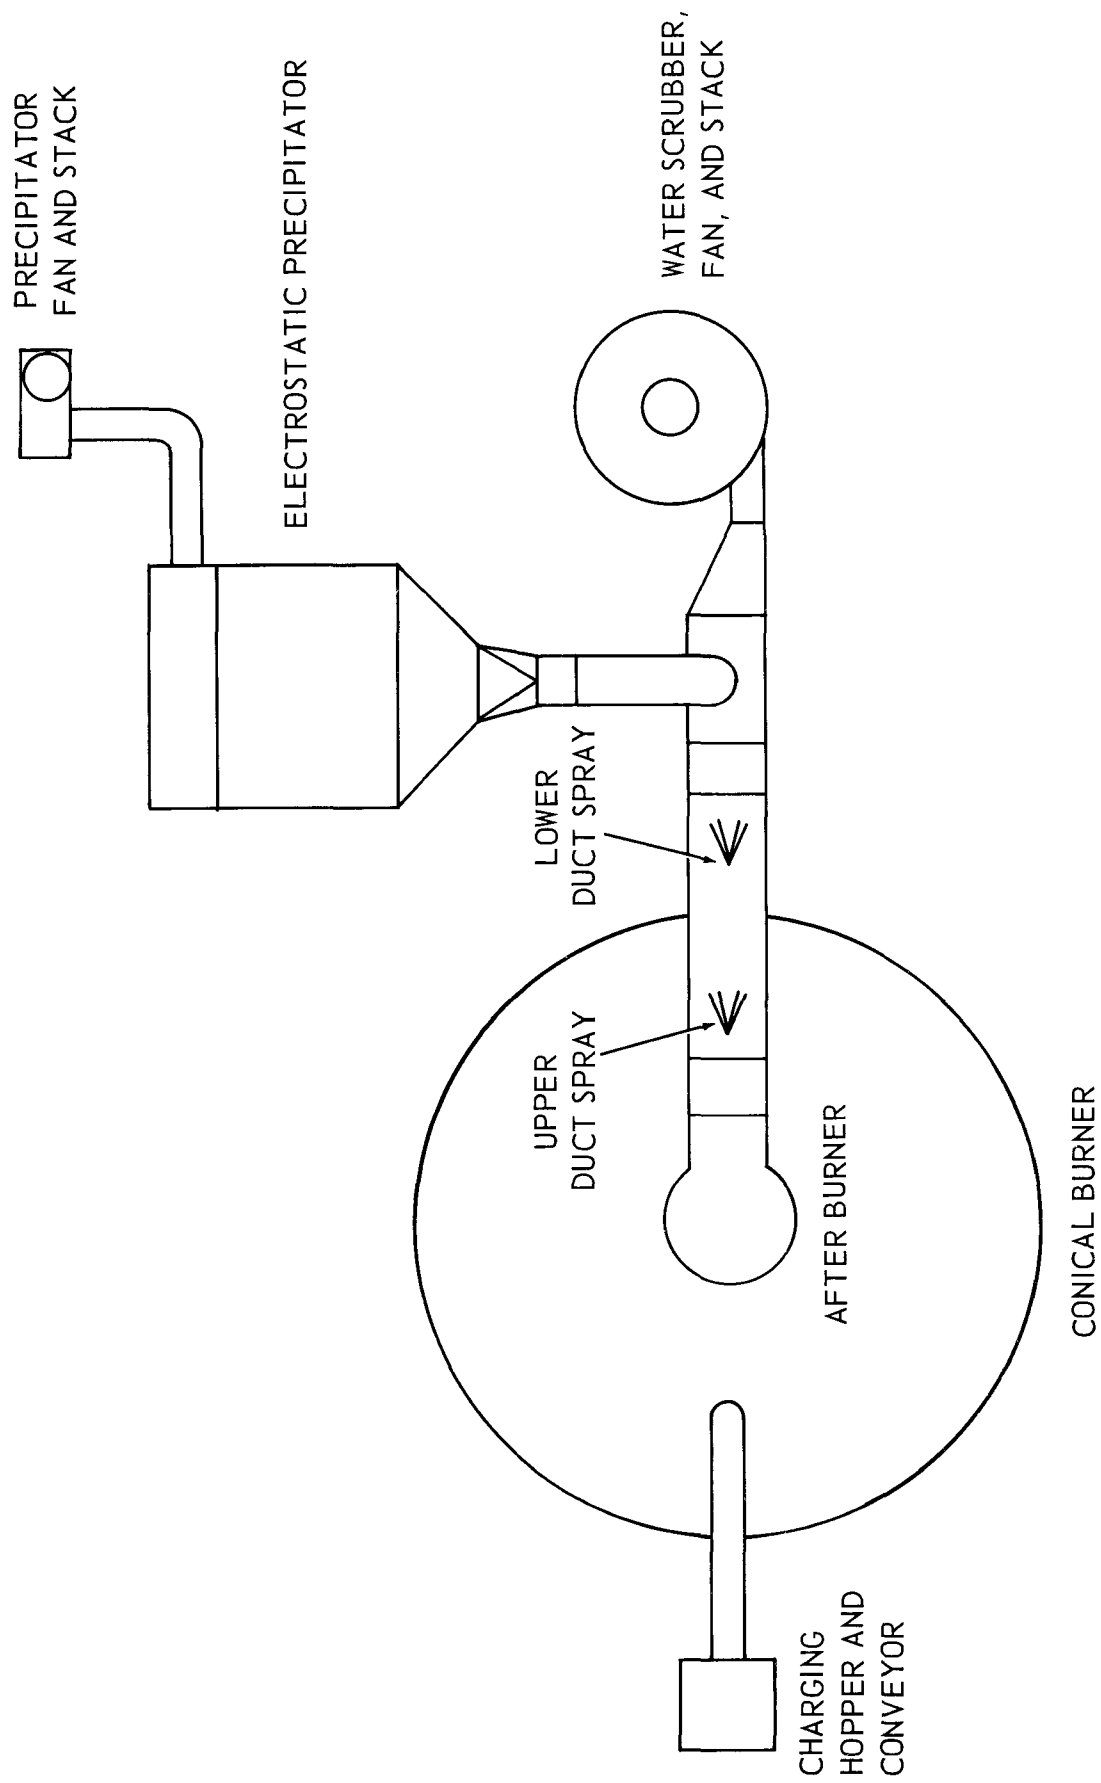 PRECIPITATOR
FAN AND STACK
ELECTROSTATIC PRECIPITATOR
WATER SCRUBBER,
FAN, AND STACK
LOWER
DUCT SPRAY
UPPER
DUCT SPRAY
AFTER BURNER
CONICAL BURNER
CHARGING
HOPPER AND
CONVEYOR